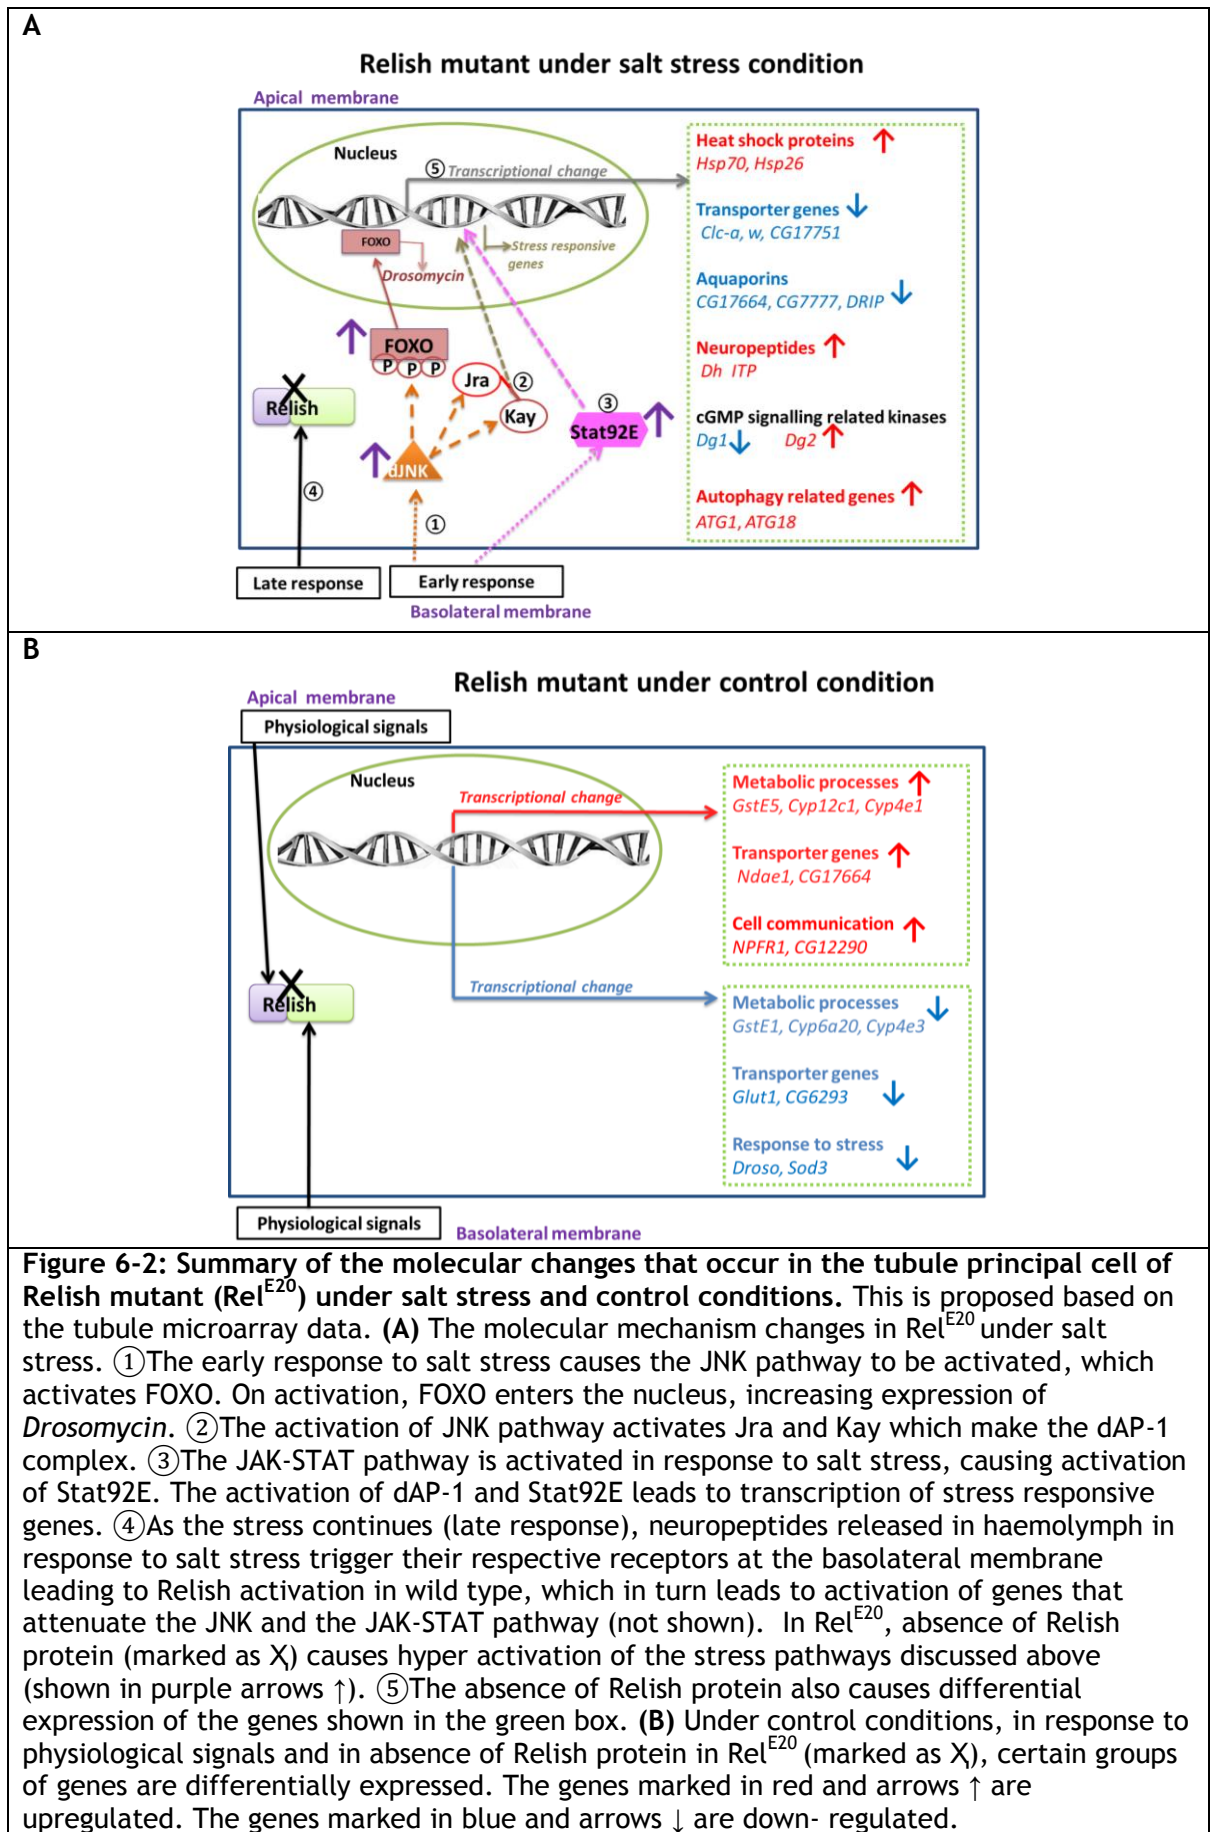 A
Relish mutant under salt stress condition
Apical membrane
Nucleus
⑤ Transcriptional change
FOXO
Drosomycin
Stress responsive
genes
FOXO
P P P
Jra
②
Kay
③
Stat92E
Relish
X
dJNK
④
①
Late response
Early response
Basolateral membrane
Heat shock proteins ↑
Hsp70, Hsp26
Transporter genes ↓
Clc-a, w, CG17751
Aquaporins
CG17664, CG7777, DRIP ↓
Neuropeptides ↑
Dh ITP
cGMP signalling related kinases
Dg1↓ Dg2 ↑
Autophagy related genes ↑
ATG1, ATG18
B
Relish mutant under control condition
Apical membrane
Physiological signals
Nucleus
Transcriptional change
Metabolic processes ↑
GstE5, Cyp12c1, Cyp4e1
Transporter genes ↑
Ndae1, CG17664
Cell communication ↑
NPFR1, CG12290
X
Relish
Transcriptional change
Metabolic processes ↓
GstE1, Cyp6a20, Cyp4e3
Transporter genes
Glut1, CG6293 ↓
Response to stress
Droso, Sod3 ↓
Physiological signals
Basolateral membrane
Figure 6-2: Summary of the molecular changes that occur in the tubule principal cell of
Relish mutant (Rel^E20) under salt stress and control conditions. This is proposed based on
the tubule microarray data. (A) The molecular mechanism changes in Rel^E20 under salt
stress. ①The early response to salt stress causes the JNK pathway to be activated, which
activates FOXO. On activation, FOXO enters the nucleus, increasing expression of
Drosomycin. ②The activation of JNK pathway activates Jra and Kay which make the dAP-1
complex. ③The JAK-STAT pathway is activated in response to salt stress, causing activation
of Stat92E. The activation of dAP-1 and Stat92E leads to transcription of stress responsive
genes. ④As the stress continues (late response), neuropeptides released in haemolymph in
response to salt stress trigger their respective receptors at the basolateral membrane
leading to Relish activation in wild type, which in turn leads to activation of genes that
attenuate the JNK and the JAK-STAT pathway (not shown). In Rel^E20, absence of Relish
protein (marked as Ҳ) causes hyper activation of the stress pathways discussed above
(shown in purple arrows ↑). ⑤The absence of Relish protein also causes differential
expression of the genes shown in the green box. (B) Under control conditions, in response to
physiological signals and in absence of Relish protein in Rel^E20 (marked as Ҳ), certain groups
of genes are differentially expressed. The genes marked in red and arrows ↑ are
upregulated. The genes marked in blue and arrows ↓ are down- regulated.